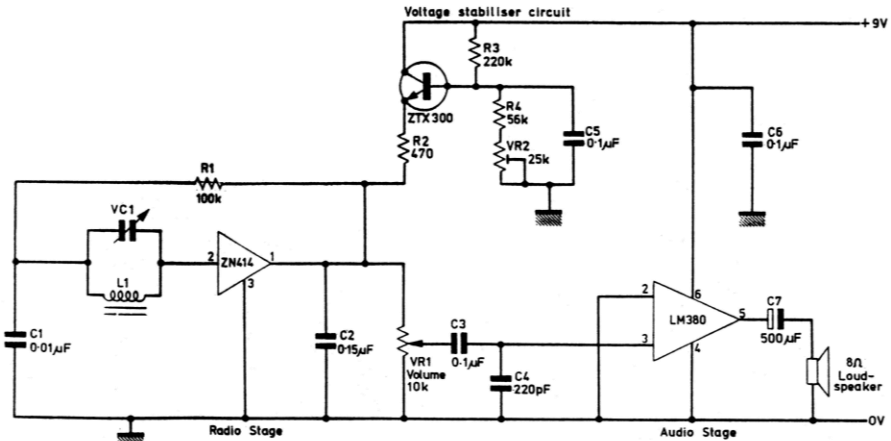 Voltage stabiliser circuit
+9V
R3
220k
ZTX300
R4
56k
C5
0·1µF
C6
0·1µF
R2
470
VR2
25k
R1
100k
VC1
L1
2
ZN414
1
3
C1
0·01µF
C2
0·15µF
VR1
Volume
10k
C3
0·1µF
C4
220pF
2
3
6
LM380
5
4
C7
500µF
8Ω
Loud-
speaker
0V
Radio Stage
Audio Stage